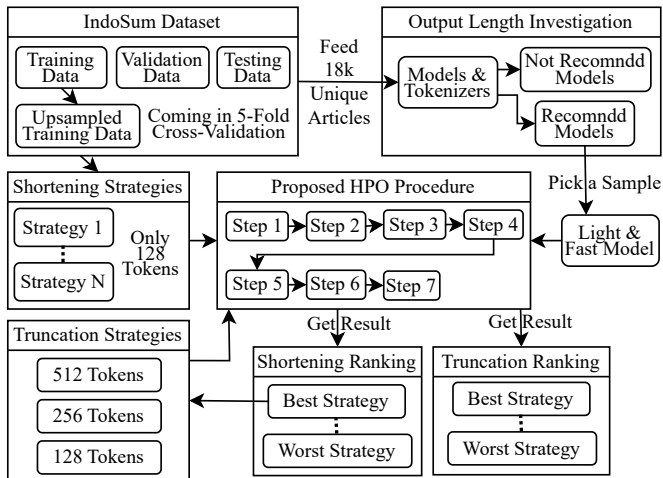 IndoSum Dataset
Training
Data
Validation
Data
Testing
Data
Upsampled
Training Data
Coming in 5-Fold
Cross-Validation
Feed
18k
Unique
Articles
Output Length Investigation
Models &
Tokenizers
Not Recomndd
Models
Recomndd
Models
Pick a Sample
Light &
Fast Model
Shortening Strategies
Strategy 1
Strategy N
Only
128
Tokens
Proposed HPO Procedure
Step 1
Step 2
Step 3
Step 4
Step 5
Step 6
Step 7
Get Result
Get Result
Truncation Strategies
512 Tokens
256 Tokens
128 Tokens
Shortening Ranking
Best Strategy
Worst Strategy
Truncation Ranking
Best Strategy
Worst Strategy